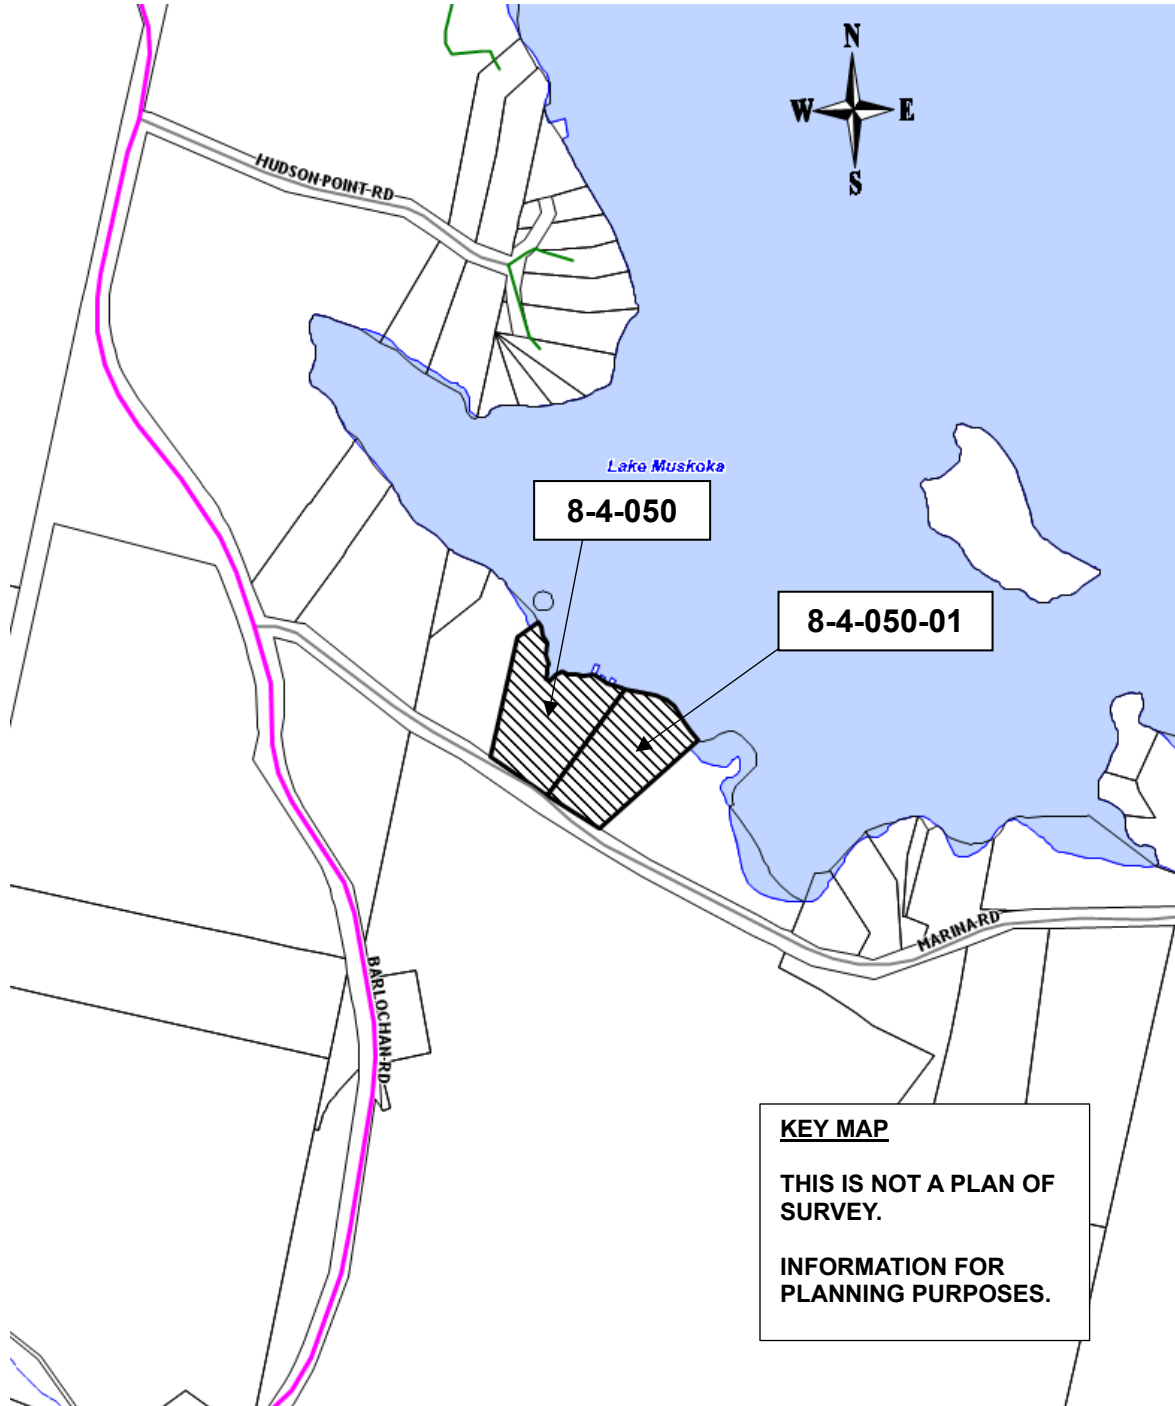 N
W E
S
HUDSON POINT RD
Lake Muskoka
8-4-050
8-4-050-01
MARINA RD
BARLOCHAN RD
KEY MAP
THIS IS NOT A PLAN OF
SURVEY.
INFORMATION FOR
PLANNING PURPOSES.